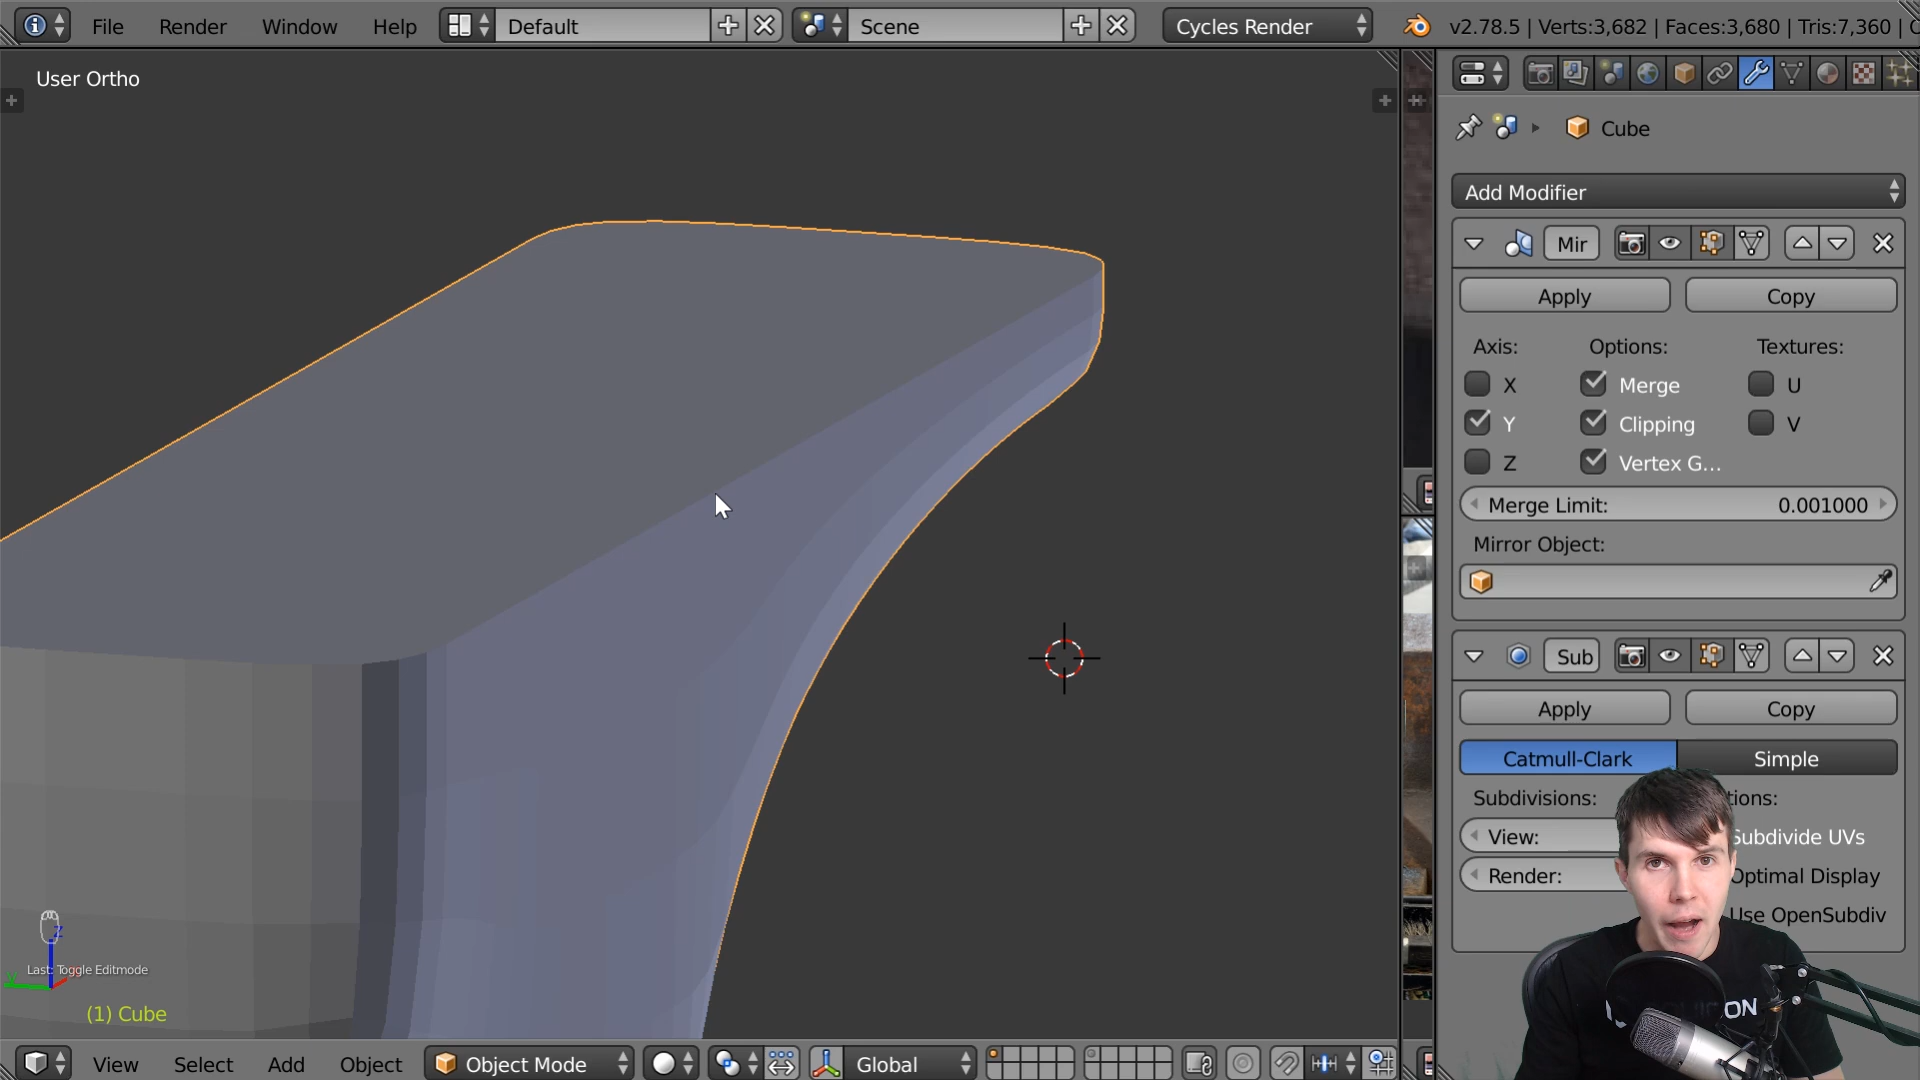 File Render Window Help Default Scene Cycles Render v2.78.5 | Verts:3,682 | Faces:3,680 | Tris:7,360 |
User Ortho
Cube
Add Modifier
Mir
Apply Copy
Axis: Options: Textures:
X Merge U
Y Clipping V
Z Vertex G...
Merge Limit: 0.001000
Mirror Object:
Sub
Apply Copy
Catmull-Clark Simple
Subdivisions: tions:
View: Subdivide UVs
Render: Optimal Display
Use OpenSubdiv
z
y
Last: Toggle Editmode
(1) Cube
View Select Add Object Object Mode Global